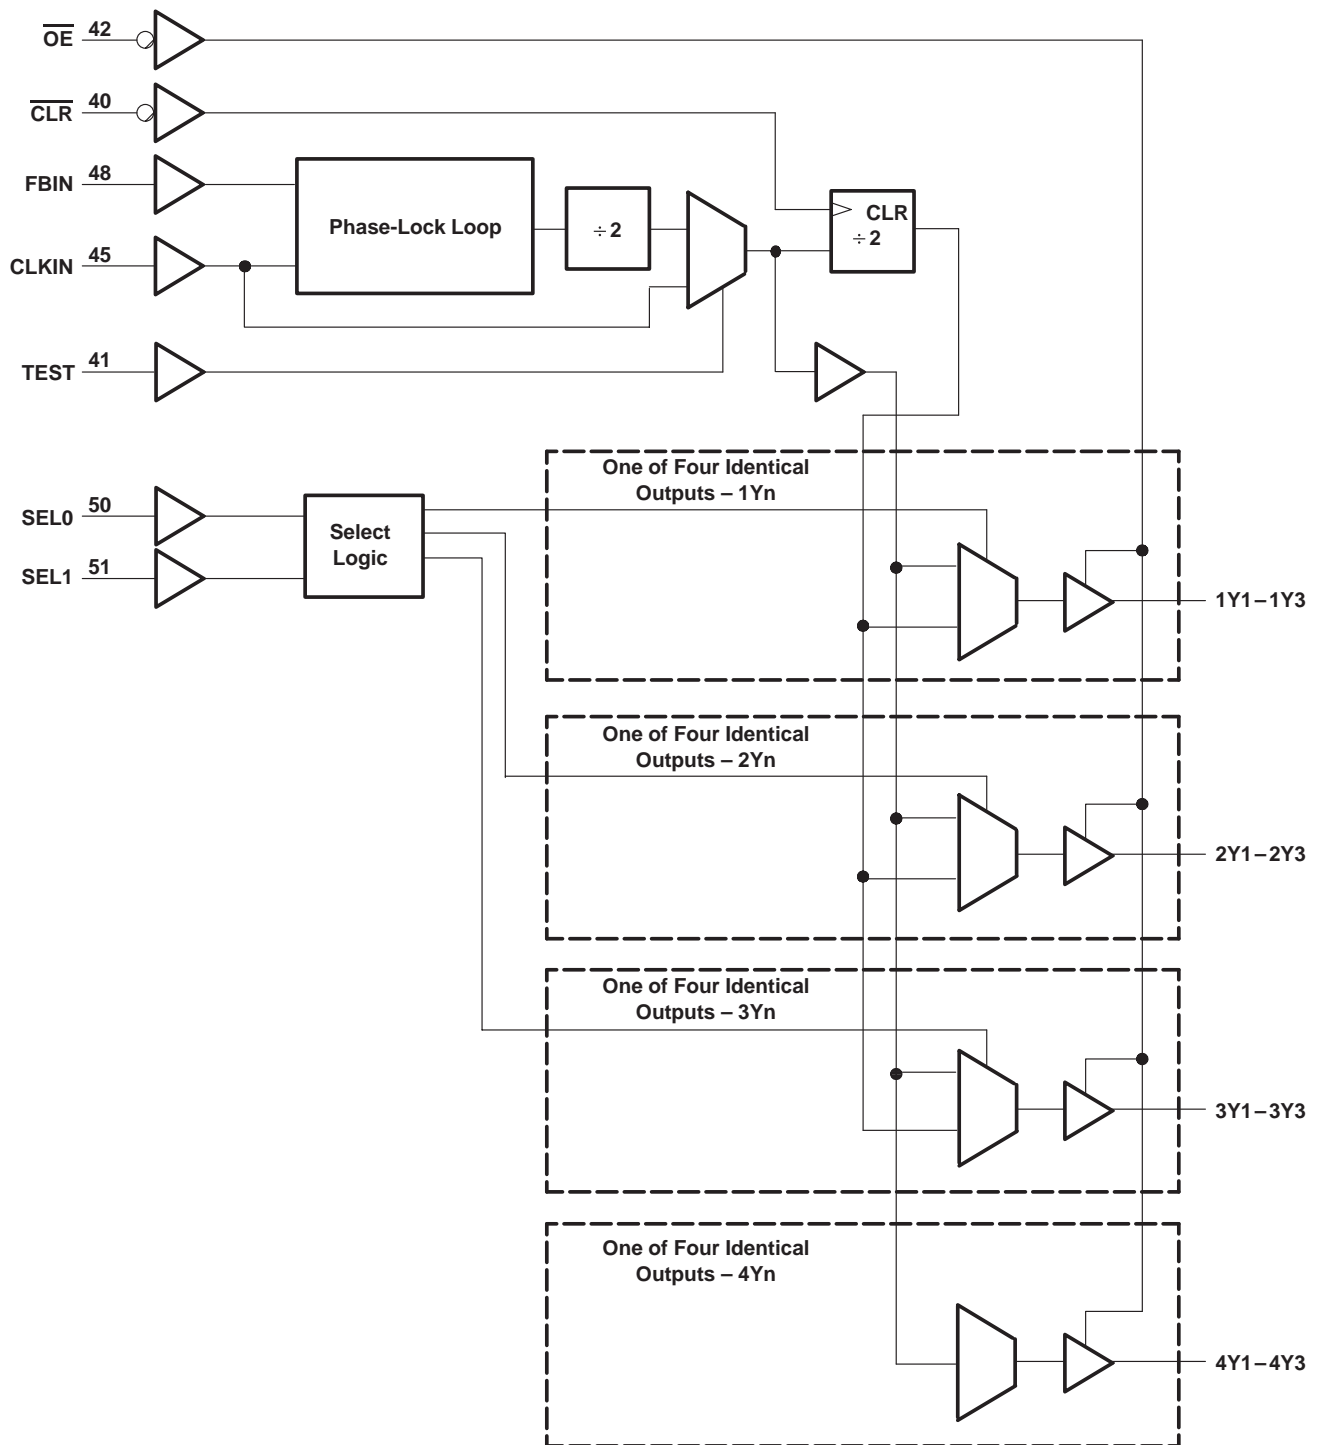 OE 42
CLR 40
FBIN 48
CLKIN 45
TEST 41
Phase-Lock Loop
÷2
CLR
÷2
SEL0 50
SEL1 51
Select
Logic
One of Four Identical
Outputs – 1Yn
1Y1–1Y3
One of Four Identical
Outputs – 2Yn
2Y1–2Y3
One of Four Identical
Outputs – 3Yn
3Y1–3Y3
One of Four Identical
Outputs – 4Yn
4Y1–4Y3